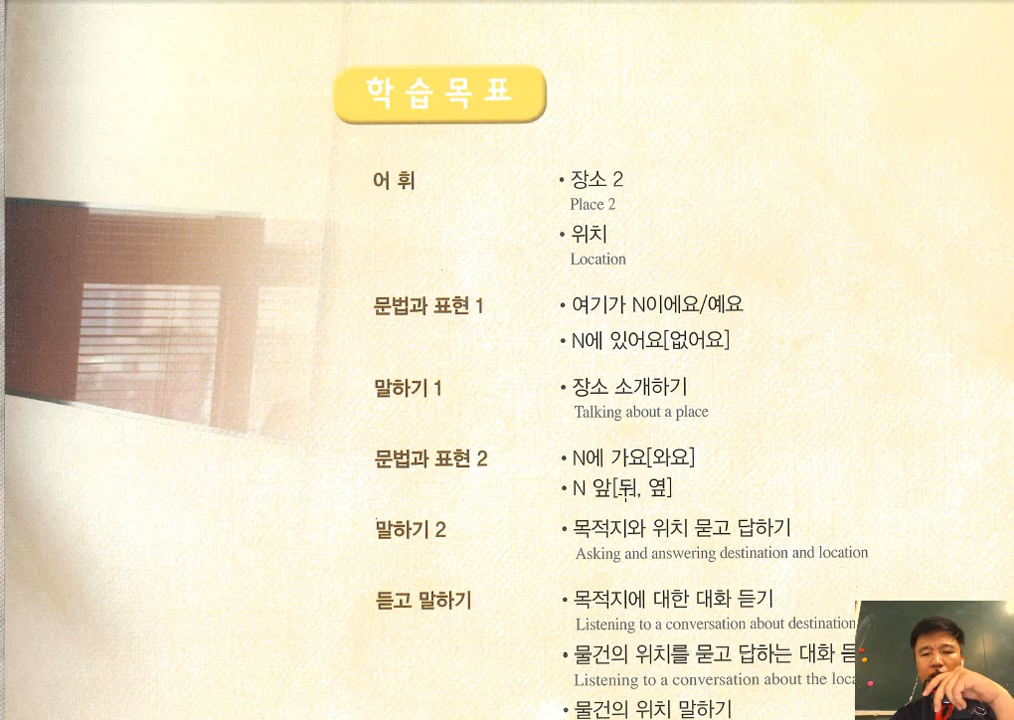 학습목표
어 휘
• 장소 2
Place 2
• 위치
Location
문법과 표현 1
• 여기가 N이에요/예요
• N에 있어요[없어요]
말하기 1
• 장소 소개하기
Talking about a place
문법과 표현 2
• N에 가요[와요]
• N 앞[뒤, 옆]
말하기 2
• 목적지와 위치 묻고 답하기
Asking and answering destination and location
듣고 말하기
• 목적지에 대한 대화 듣기
Listening to a conversation about destination
• 물건의 위치를 묻고 답하는 대화
Listening to a conversation about the
• 물건의 위치 말하기